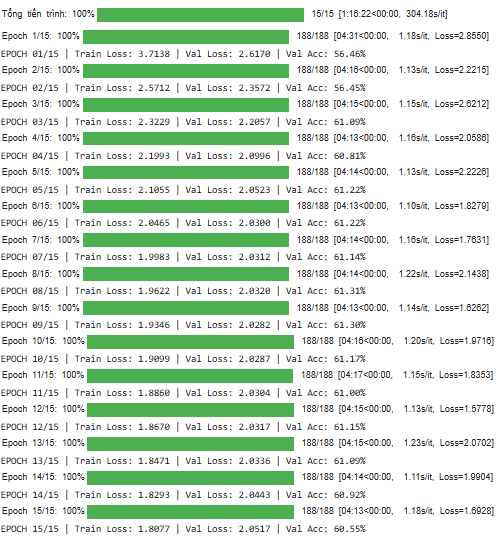 Tổng tiến trình: 100% 15/15 [1:16:22<00:00, 304.18s/it]
Epoch 1/15: 100% 188/188 [04:31<00:00, 1.18s/it, Loss=2.8550]
EPOCH 01/15 | Train Loss: 3.7138 | Val Loss: 2.6170 | Val Acc: 56.46%
Epoch 2/15: 100% 188/188 [04:16<00:00, 1.13s/it, Loss=2.2215]
EPOCH 02/15 | Train Loss: 2.5712 | Val Loss: 2.3572 | Val Acc: 56.45%
Epoch 3/15: 100% 188/188 [04:15<00:00, 1.15s/it, Loss=2.6212]
EPOCH 03/15 | Train Loss: 2.3229 | Val Loss: 2.2057 | Val Acc: 61.09%
Epoch 4/15: 100% 188/188 [04:13<00:00, 1.16s/it, Loss=2.0586]
EPOCH 04/15 | Train Loss: 2.1993 | Val Loss: 2.0996 | Val Acc: 60.81%
Epoch 5/15: 100% 188/188 [04:14<00:00, 1.13s/it, Loss=2.2226]
EPOCH 05/15 | Train Loss: 2.1055 | Val Loss: 2.0523 | Val Acc: 61.22%
Epoch 6/15: 100% 188/188 [04:13<00:00, 1.10s/it, Loss=1.8279]
EPOCH 06/15 | Train Loss: 2.0465 | Val Loss: 2.0300 | Val Acc: 61.22%
Epoch 7/15: 100% 188/188 [04:14<00:00, 1.16s/it, Loss=1.7631]
EPOCH 07/15 | Train Loss: 1.9983 | Val Loss: 2.0312 | Val Acc: 61.14%
Epoch 8/15: 100% 188/188 [04:14<00:00, 1.22s/it, Loss=2.1438]
EPOCH 08/15 | Train Loss: 1.9622 | Val Loss: 2.0320 | Val Acc: 61.31%
Epoch 9/15: 100% 188/188 [04:13<00:00, 1.14s/it, Loss=1.6262]
EPOCH 09/15 | Train Loss: 1.9346 | Val Loss: 2.0282 | Val Acc: 61.30%
Epoch 10/15: 100% 188/188 [04:16<00:00, 1.20s/it, Loss=1.9716]
EPOCH 10/15 | Train Loss: 1.9099 | Val Loss: 2.0287 | Val Acc: 61.17%
Epoch 11/15: 100% 188/188 [04:17<00:00, 1.15s/it, Loss=1.8353]
EPOCH 11/15 | Train Loss: 1.8860 | Val Loss: 2.0304 | Val Acc: 61.00%
Epoch 12/15: 100% 188/188 [04:15<00:00, 1.13s/it, Loss=1.5778]
EPOCH 12/15 | Train Loss: 1.8670 | Val Loss: 2.0317 | Val Acc: 61.15%
Epoch 13/15: 100% 188/188 [04:15<00:00, 1.23s/it, Loss=2.0702]
EPOCH 13/15 | Train Loss: 1.8471 | Val Loss: 2.0336 | Val Acc: 61.09%
Epoch 14/15: 100% 188/188 [04:14<00:00, 1.11s/it, Loss=1.9904]
EPOCH 14/15 | Train Loss: 1.8293 | Val Loss: 2.0443 | Val Acc: 60.92%
Epoch 15/15: 100% 188/188 [04:13<00:00, 1.18s/it, Loss=1.6928]
EPOCH 15/15 | Train Loss: 1.8077 | Val Loss: 2.0517 | Val Acc: 60.55%